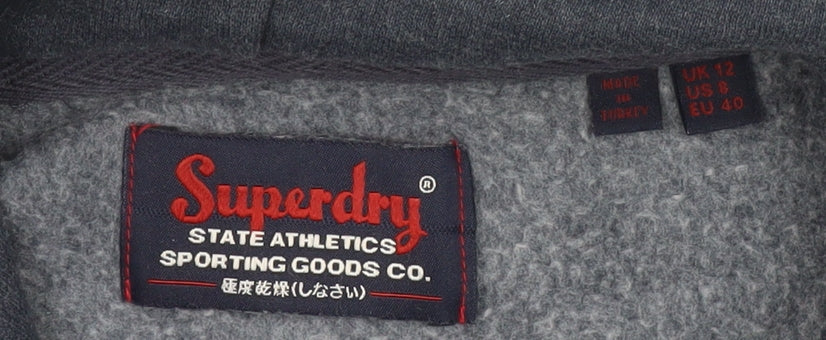 Superdry®
STATE ATHLETICS
SPORTING GOODS CO.
極度乾燥(しなさい)
MADE
IN
TURKEY
UK 12
US 8
EU 40